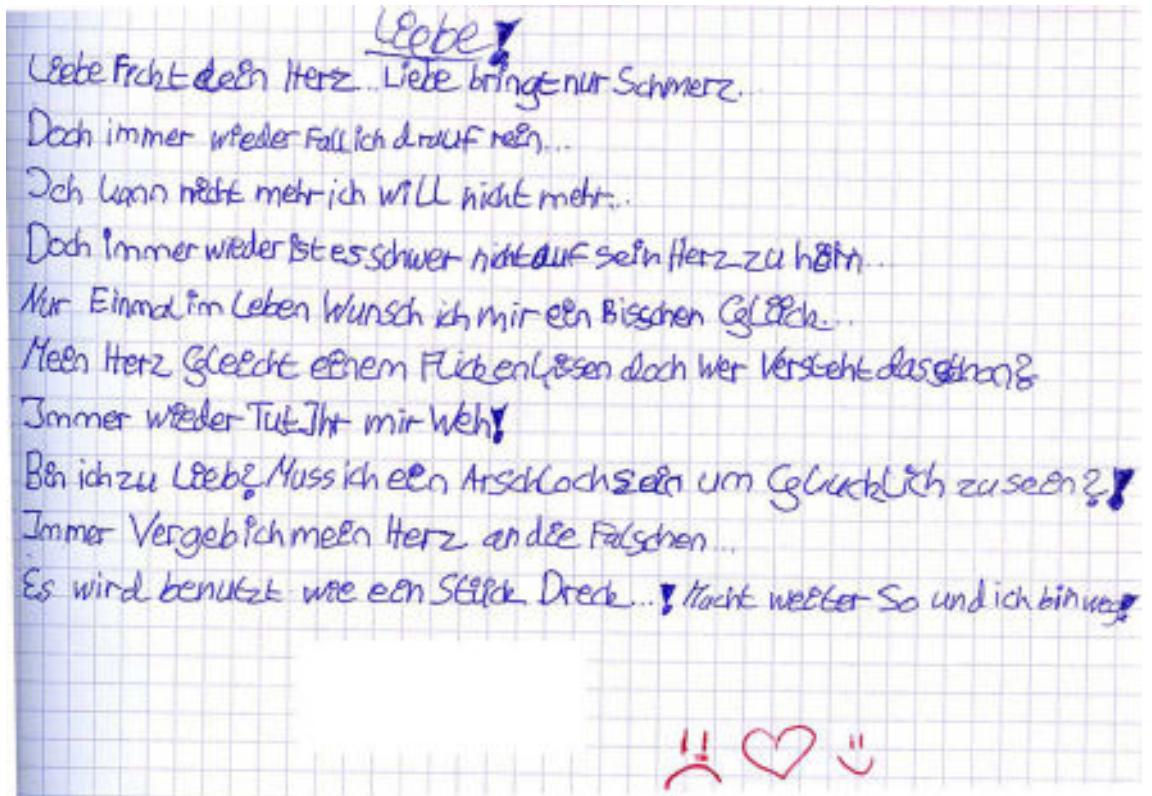 Liebe!
Liebe Ficht dein Herz... Liebe bringt nur Schmerz...
Doch immer wieder Fall ich drauf rein...
Ich kann nicht mehr ich will nicht mehr...
Doch immer wieder ist es schwer nicht auf sein Herz zu hörn...
Nur Einmal im Leben Wünsch ich mir ein Bisschen Glück...
Mein Herz Gleicht einem Flickenkissen doch wer Versteht das schon?
Immer wieder Tut Ihr mir Weh!
Bin ich zu Lieb? Muss ich ein Arschloch sein um Glücklich zu sein?!
Immer Vergeb ich mein Herz an die Falschen...
Es wird benutzt wie ein Stück Dreck...! Macht weiter So und ich bin weg!